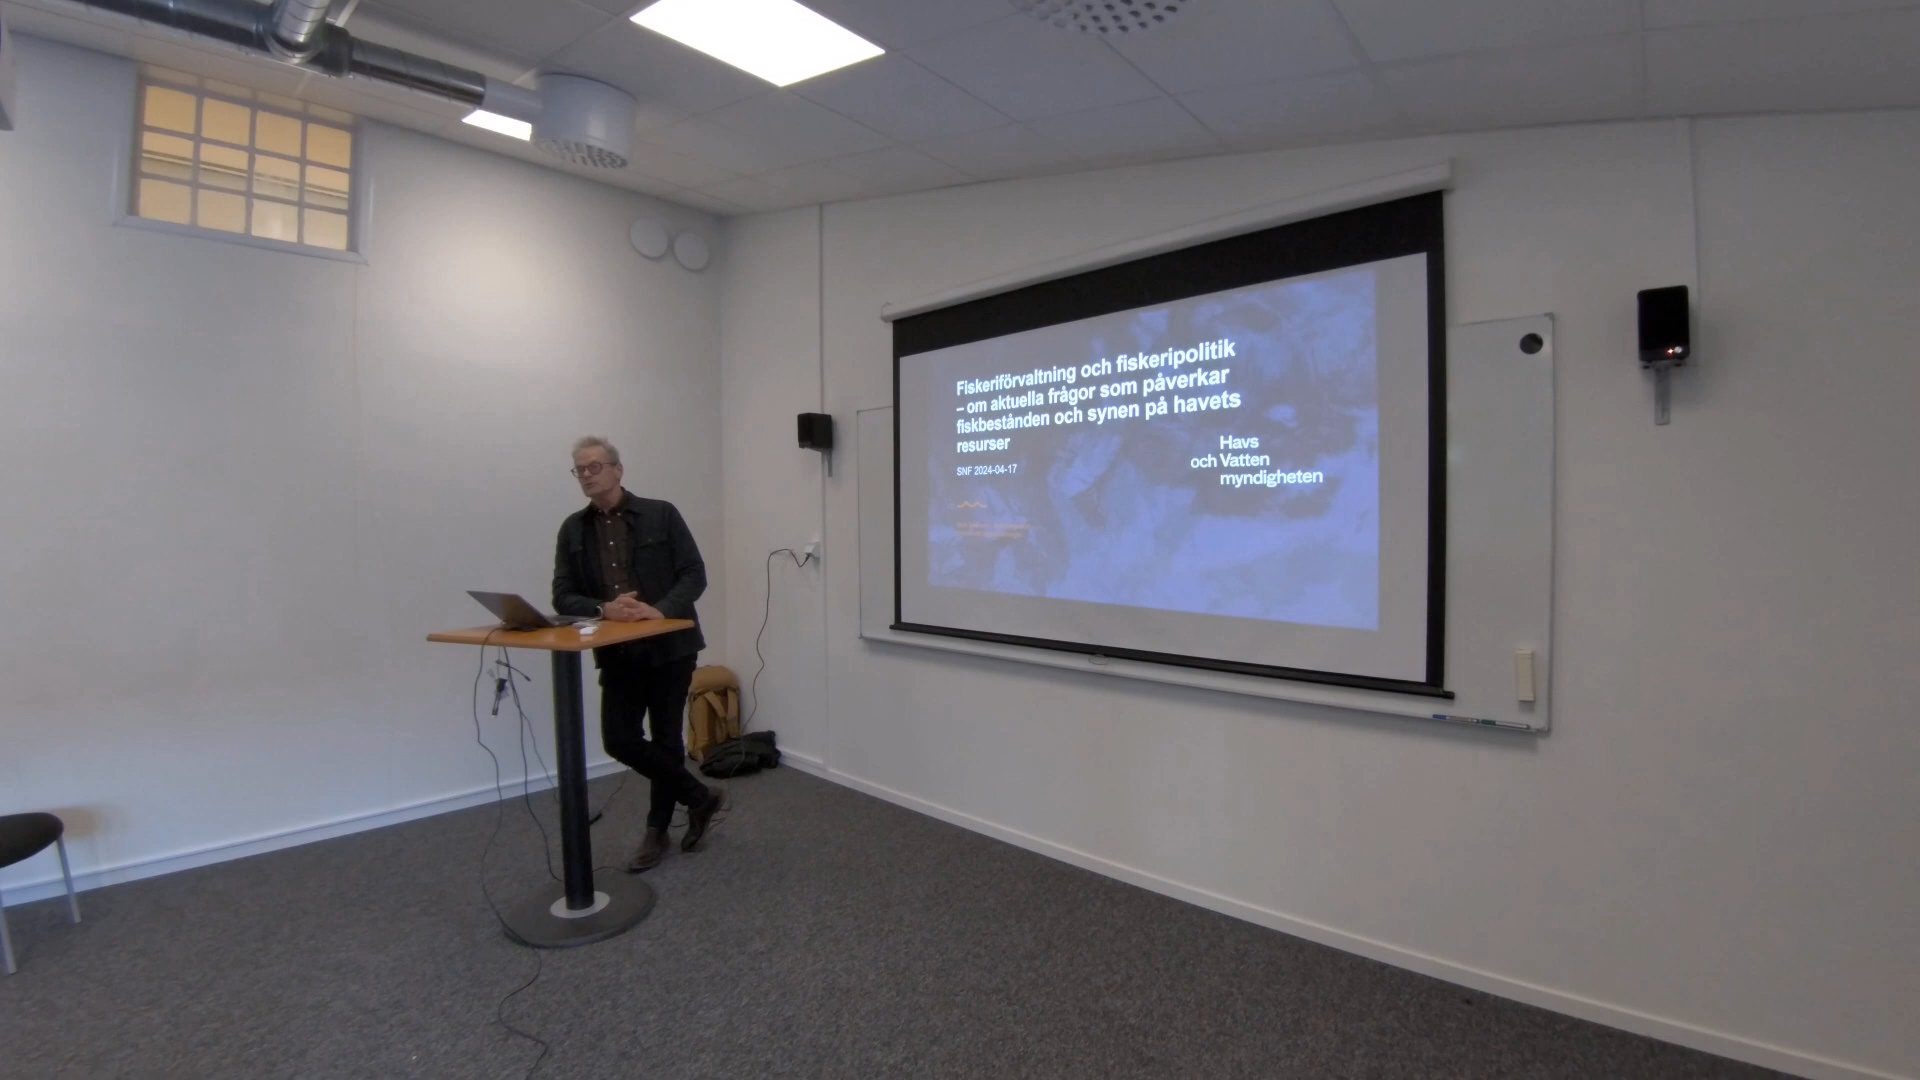 Fiskeriförvaltning och fiskeripolitik
– om aktuella frågor som påverkar
fiskbestånden och synen på havets
resurser
SNF 2024-04-17
Havs
och Vatten
myndigheten